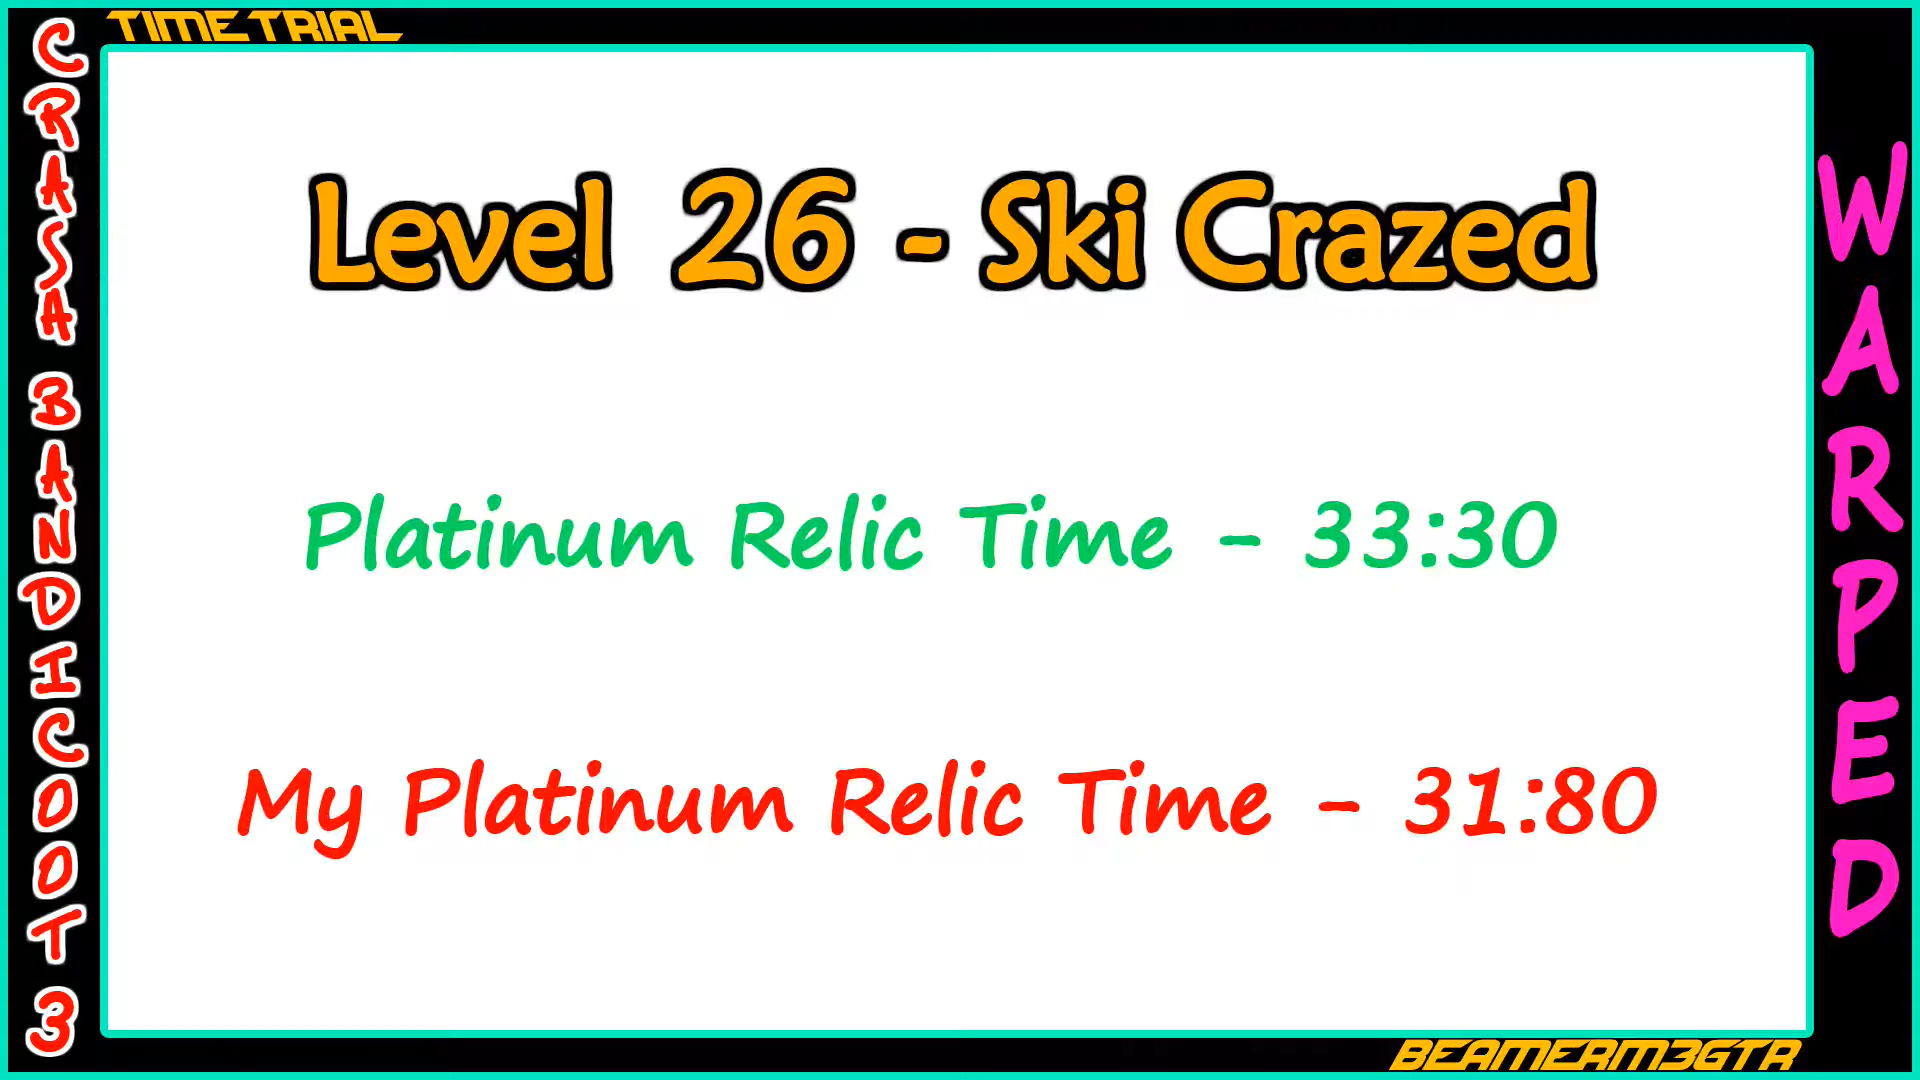 TIME TRIAL
CRASH BANDICOOT 3
Level 26 - Ski Crazed
Platinum Relic Time - 33:30
My Platinum Relic Time - 31:80
WARPED
BEAMERM3GTR